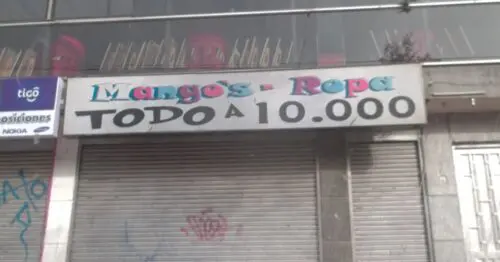 Mango's - Ropa
TODO A 10.000
tigo
osiciones
NOKIA